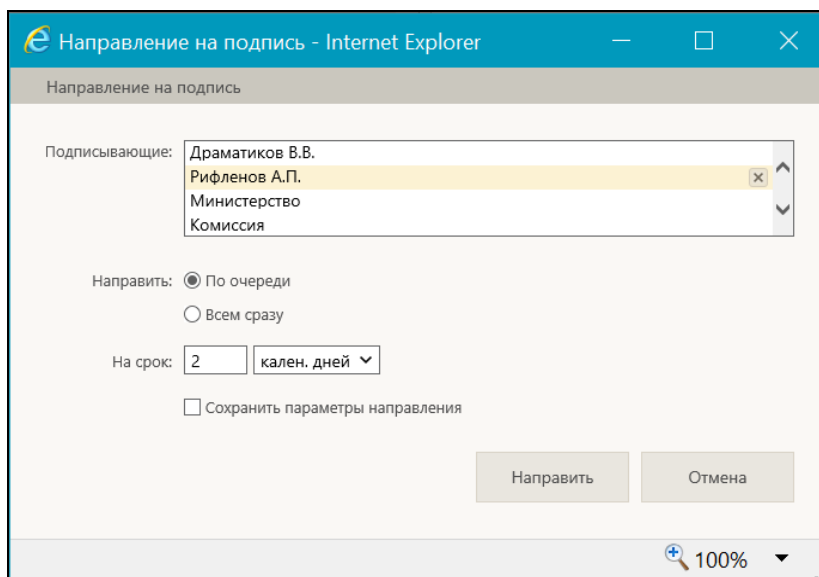 Направление на подпись - Internet Explorer
Направление на подпись
Подписывающие: Драматиков В.В.
Рифленов А.П.
Министерство
Комиссия
Направить: По очереди
Всем сразу
На срок: 2 кален. дней
Сохранить параметры направления
Направить Отмена
100%